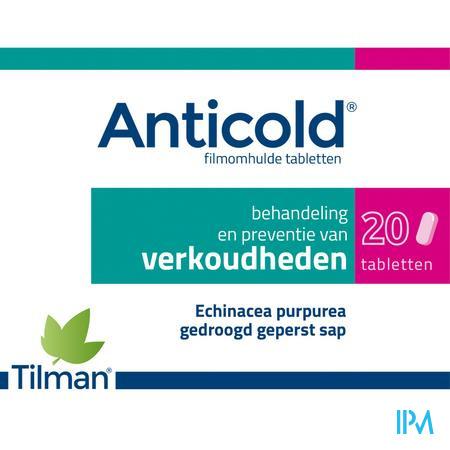 Anticold®
filmomhulde tabletten
behandeling
en preventie van
verkoudheden
20
tabletten
Echinacea purpurea
gedroogd geperst sap
Tilman®
IPM